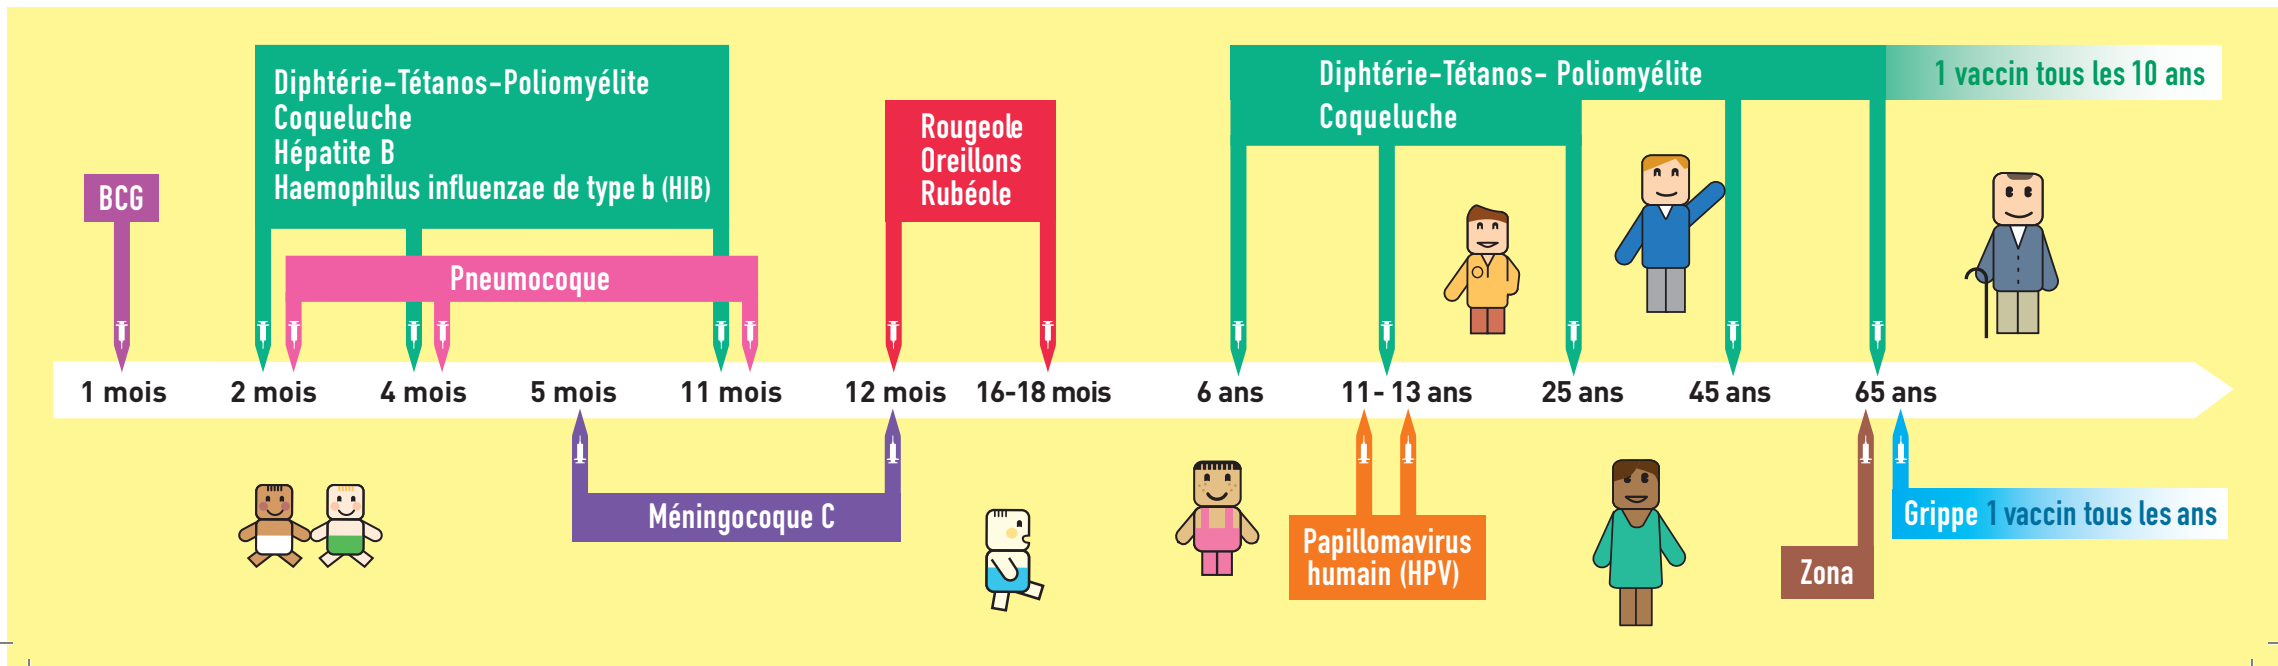 BCG
Diphtérie-Tétanos-Poliomyélite
Coqueluche
Hépatite B
Haemophilus influenzae de type b (HIB)
Pneumocoque
Rougeole
Oreillons
Rubéole
Diphtérie-Tétanos- Poliomyélite
Coqueluche
1 vaccin tous les 10 ans
1 mois
2 mois
4 mois
5 mois
11 mois
12 mois
16-18 mois
6 ans
11- 13 ans
25 ans
45 ans
65 ans
Méningocoque C
Papillomavirus
humain (HPV)
Zona
Grippe 1 vaccin tous les ans